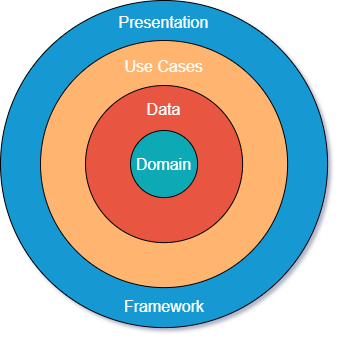 Presentation
Use Cases
Data
Domain
Framework